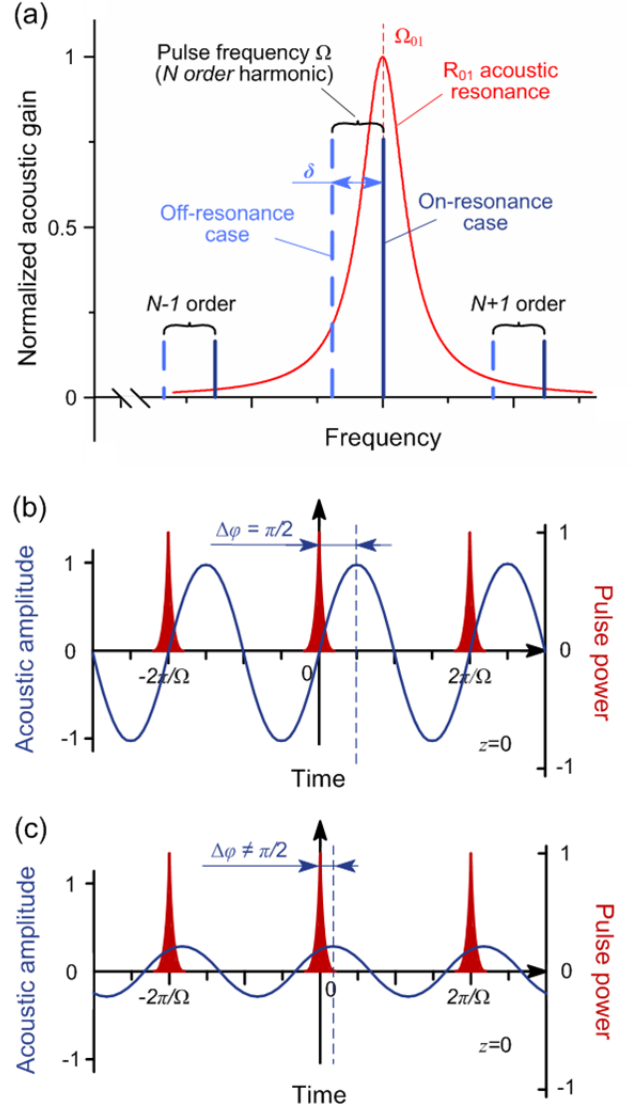 (a)
Normalized acoustic gain
1
0.5
0
Pulse frequency Ω
(N order harmonic)
Ω₀₁
R₀₁ acoustic
resonance
δ
Off-resonance
case
On-resonance
case
N-1 order
N+1 order
Frequency
(b)
Acoustic amplitude
1
0
-1
Δφ = π/2
-2π/Ω
0
2π/Ω
z=0
Time
1
0
-1
Pulse power
(c)
Acoustic amplitude
1
0
-1
Δφ ≠ π/2
-2π/Ω
0
2π/Ω
z=0
Time
1
0
-1
Pulse power